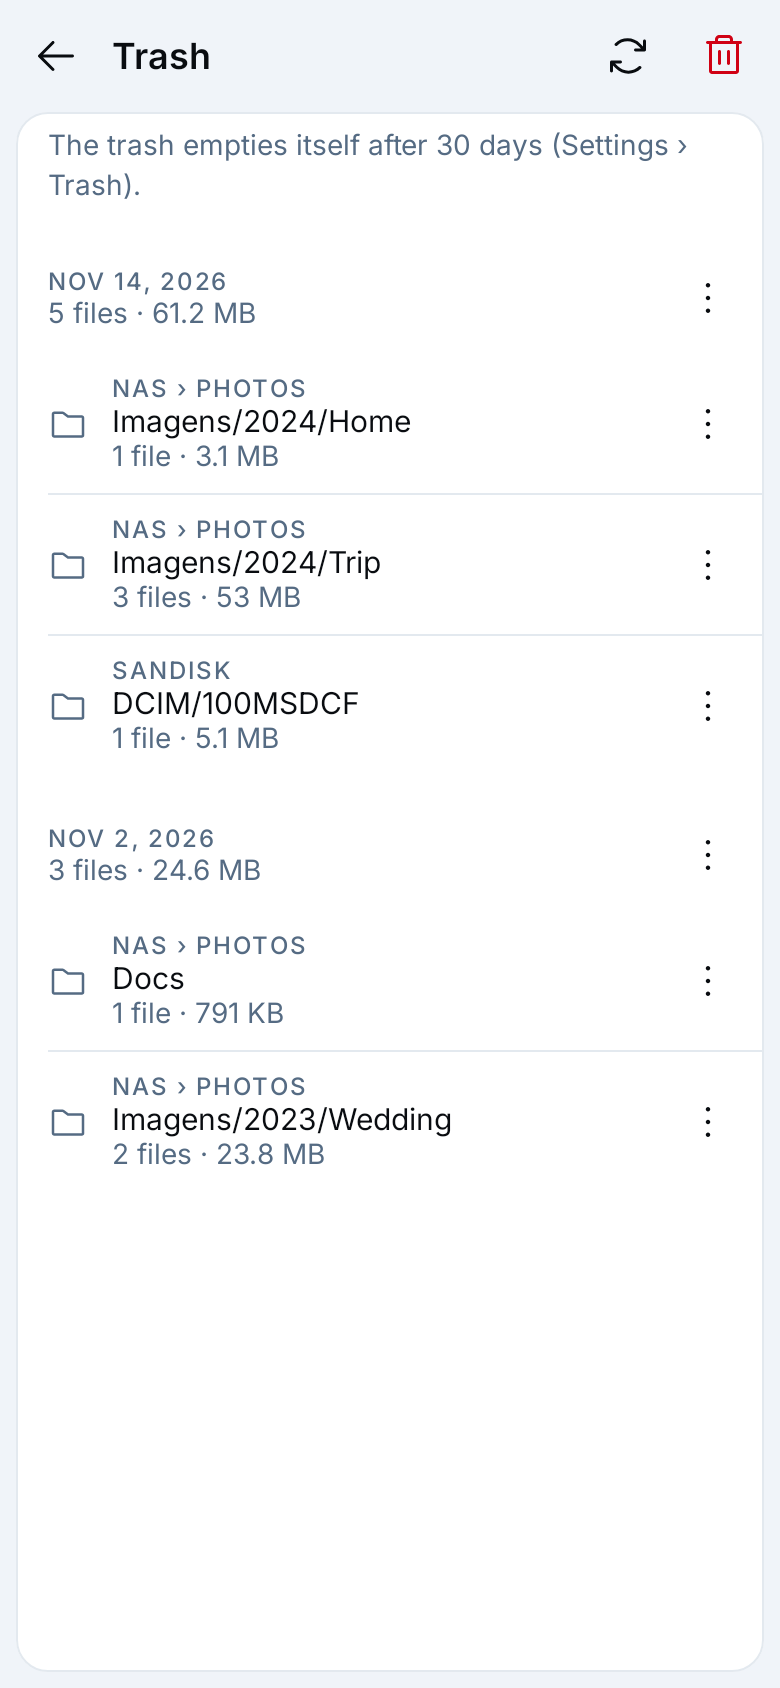 Trash
The trash empties itself after 30 days (Settings ›
Trash).
NOV 14, 2026
5 files · 61.2 MB
NAS › PHOTOS
Imagens/2024/Home
1 file · 3.1 MB
NAS › PHOTOS
Imagens/2024/Trip
3 files · 53 MB
SANDISK
DCIM/100MSDCF
1 file · 5.1 MB
NOV 2, 2026
3 files · 24.6 MB
NAS › PHOTOS
Docs
1 file · 791 KB
NAS › PHOTOS
Imagens/2023/Wedding
2 files · 23.8 MB